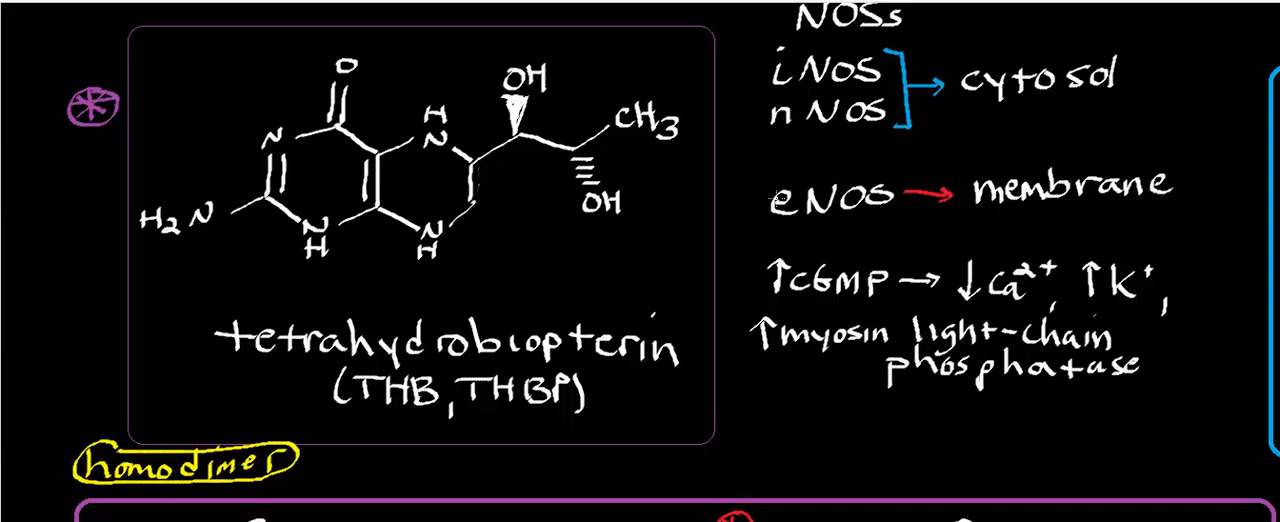 NOSs
iNOS
nNOS
cytosol
eNOS → membrane
↑cGMP → ↓Ca²⁺, ↑K⁺,
↑myosin light-chain
phosphatase
O
OH
CH3
N
H
N
H2N
N
H
N
H
OH
tetrahydrobiopterin
(THB, THBP)
homodimer